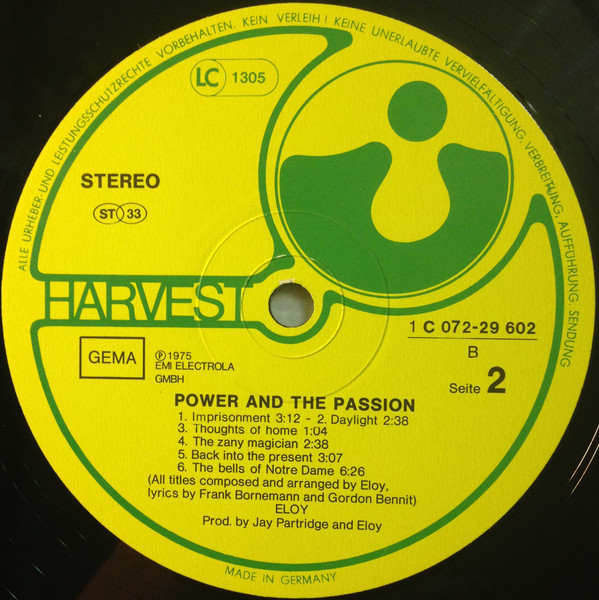 ALLE URHEBER-UND LEISTUNGSSCHUTZRECHTE VORBEHALTEN. KEIN VERLEIH! KEINE UNERLAUBTE VERVIELFÄLTIGUNG, VERBREITUNG, AUFFÜHRUNG, SENDUNG
LC 1305
STEREO
ST 33
HARVEST
1 C 072-29 602
B
Seite 2
GEMA
Ⓟ 1975
EMI ELECTROLA
GMBH
POWER AND THE PASSION
1. Imprisonment 3:12 - 2. Daylight 2:38
3. Thoughts of home 1:04
4. The zany magician 2:38
5. Back into the present 3:07
6. The bells of Notre Dame 6:26
(All titles composed and arranged by Eloy,
lyrics by Frank Bornemann and Gordon Bennit)
ELOY
Prod. by Jay Partridge and Eloy
MADE IN GERMANY